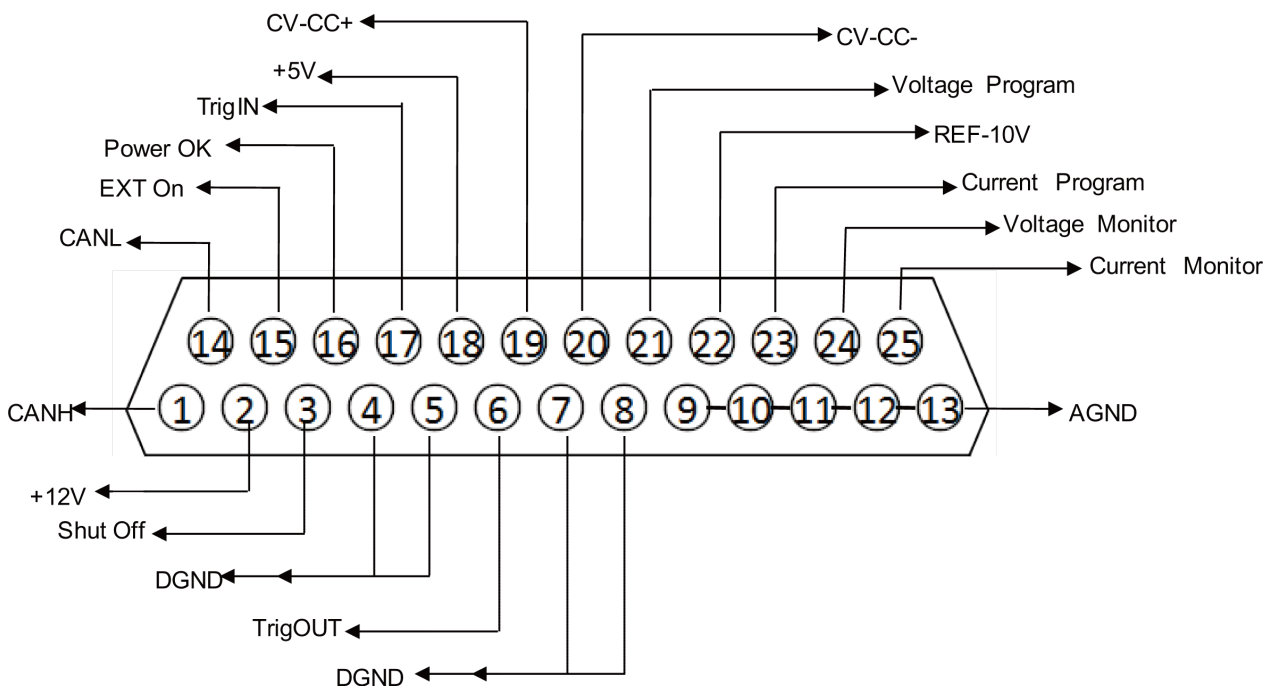 CV-CC+
CV-CC-
+5V
Voltage Program
TrigIN
REF-10V
Power OK
Current Program
EXT On
Voltage Monitor
CANL
Current Monitor
14 15 16 17 18 19 20 21 22 23 24 25
CANH 1 2 3 4 5 6 7 8 9 10 11 12 13 AGND
+12V
Shut Off
DGND
TrigOUT
DGND